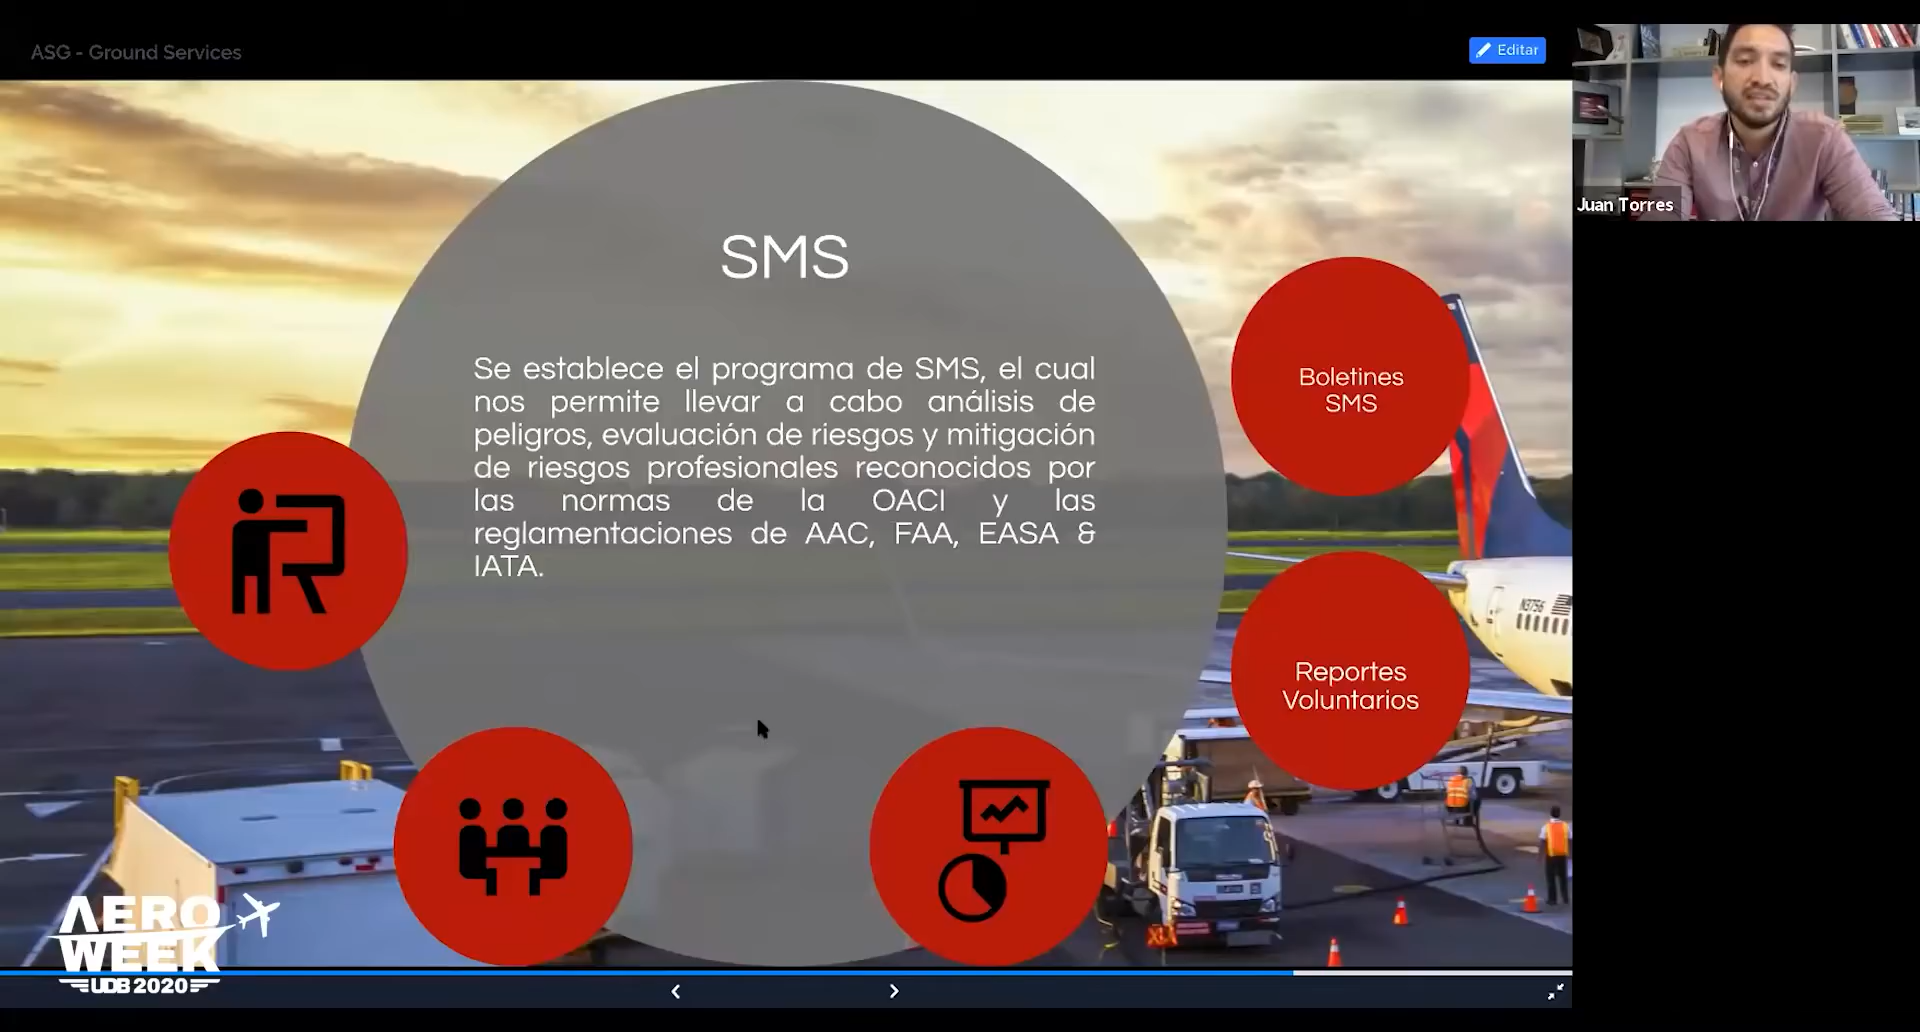 ASG - Ground Services
Editar
Juan Torres
SMS
Se establece el programa de SMS, el cual
nos permite llevar a cabo análisis de
peligros, evaluación de riesgos y mitigación
de riesgos profesionales reconocidos por
las normas de la OACI y las
reglamentaciones de AAC, FAA, EASA &
IATA.
Boletines
SMS
Reportes
Voluntarios
N3756
AERO
WEEK
UDB 2020